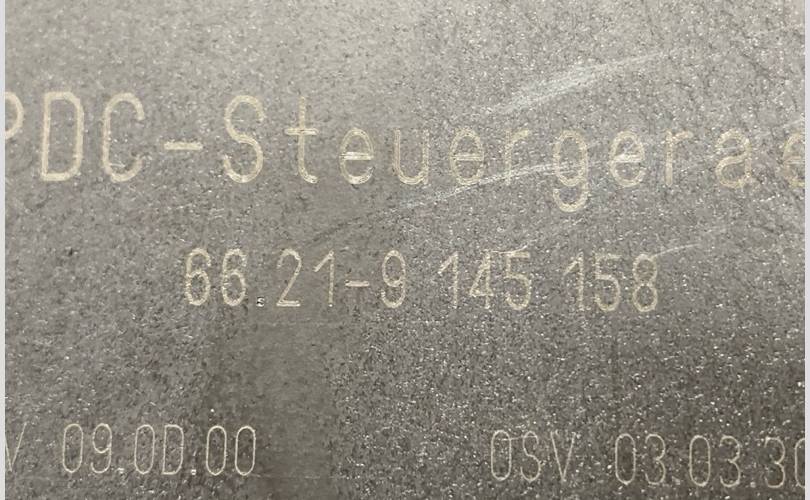 PDC-Steuergerae
66.21-9 145 158
V 09.0D.00 OSV 03.03.30